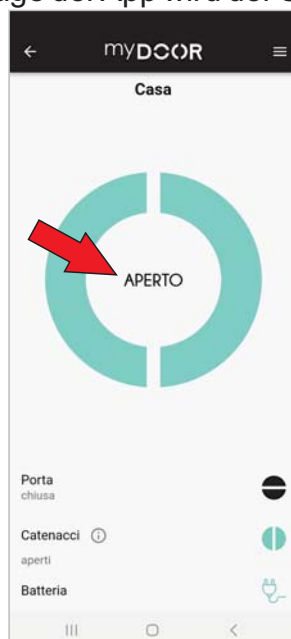 myDOOR
Casa
APERTO
Porta
chiusa
Catenacci
aperti
Batteria